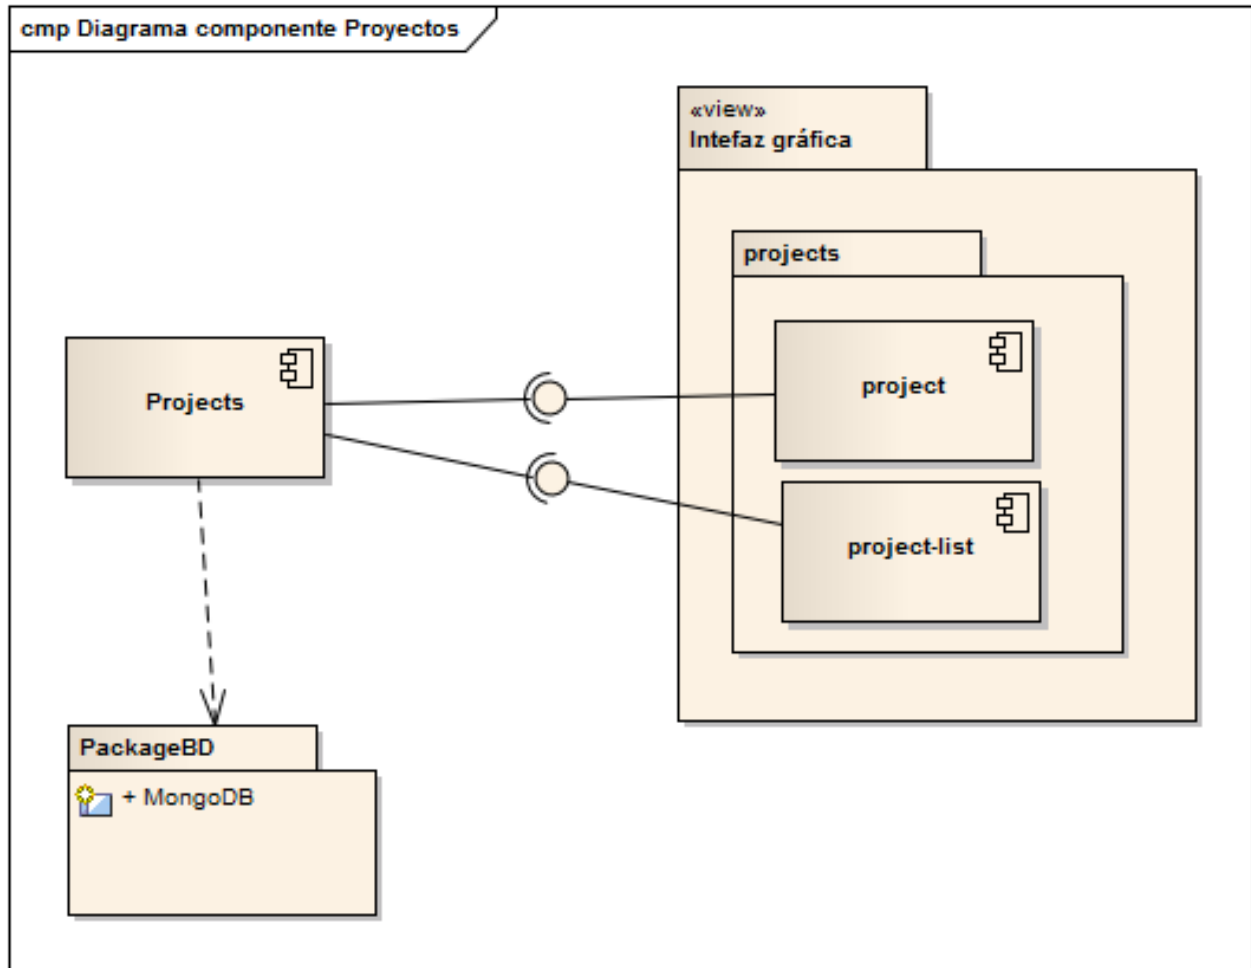 cmp Diagrama componente Proyectos
«view»
Intefaz gráfica
projects
project
Projects
project-list
PackageBD
+ MongoDB